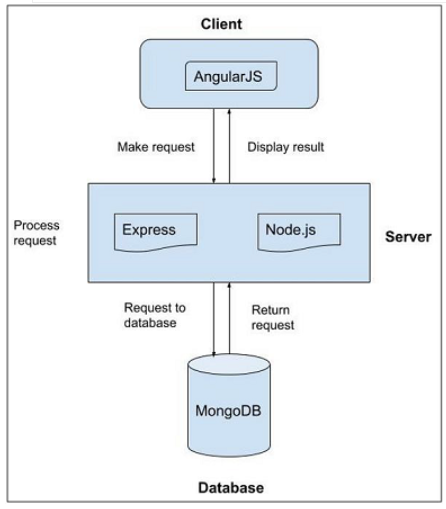 Client
AngularJS
Make request
Display result
Process
request
Express
Node.js
Server
Request to
database
Return
request
MongoDB
Database